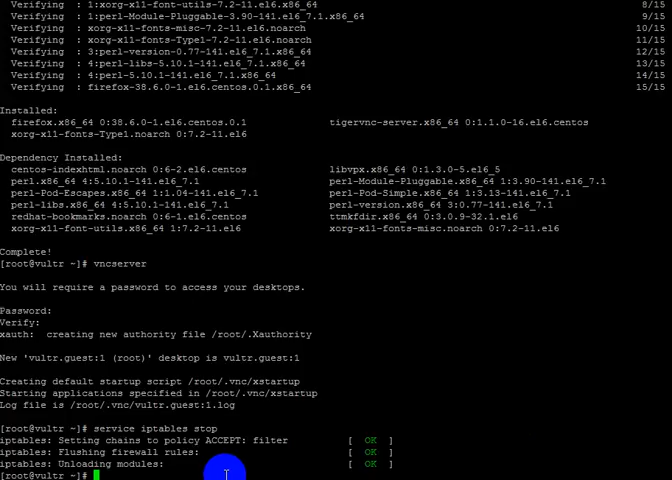 Verifying : 1:xorg-x11-font-utils-7.2-11.el6.x86_64 8/15
Verifying : 1:perl-Module-Pluggable-3.90-141.el6_7.1.x86_64 9/15
Verifying : xorg-x11-fonts-misc-7.2-11.el6.noarch 10/15
Verifying : xorg-x11-fonts-Type1-7.2-11.el6.noarch 11/15
Verifying : 3:perl-version-0.77-141.el6_7.1.x86_64 12/15
Verifying : 4:perl-libs-5.10.1-141.el6_7.1.x86_64 13/15
Verifying : 4:perl-5.10.1-141.el6_7.1.x86_64 14/15
Verifying : firefox-38.6.0-1.el6.centos.0.1.x86_64 15/15
Installed:
firefox.x86_64 0:38.6.0-1.el6.centos.0.1 tigervnc-server.x86_64 0:1.1.0-16.el6.centos
xorg-x11-fonts-Type1.noarch 0:7.2-11.el6
Dependency Installed:
centos-indexhtml.noarch 0:6-2.el6.centos libvpx.x86_64 0:1.3.0-5.el6_5
perl.x86_64 4:5.10.1-141.el6_7.1 perl-Module-Pluggable.x86_64 1:3.90-141.el6_7.1
perl-Pod-Escapes.x86_64 1:1.04-141.el6_7.1 perl-Pod-Simple.x86_64 1:3.13-141.el6_7.1
perl-libs.x86_64 4:5.10.1-141.el6_7.1 perl-version.x86_64 3:0.77-141.el6_7.1
redhat-bookmarks.noarch 0:6-1.el6.centos ttmkfdir.x86_64 0:3.0.9-32.1.el6
xorg-x11-font-utils.x86_64 1:7.2-11.el6 xorg-x11-fonts-misc.noarch 0:7.2-11.el6
Complete!
[root@vultr ~]# vncserver
You will require a password to access your desktops.
Password:
Verify:
xauth: creating new authority file /root/.Xauthority
New 'vultr.guest:1 (root)' desktop is vultr.guest:1
Creating default startup script /root/.vnc/xstartup
Starting applications specified in /root/.vnc/xstartup
Log file is /root/.vnc/vultr.guest:1.log
[root@vultr ~]# service iptables stop
iptables: Setting chains to policy ACCEPT: filter [ OK ]
iptables: Flushing firewall rules: [ OK ]
iptables: Unloading modules: [ OK ]
[root@vultr ~]#